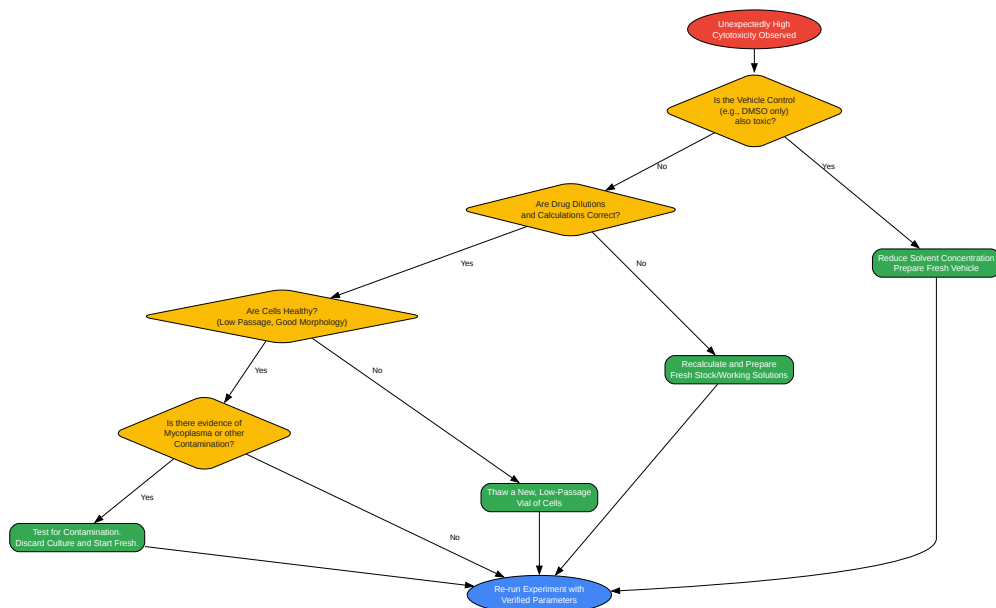 Unexpectedly High
Cytotoxicity Observed
Is the Vehicle Control
(e.g., DMSO only)
also toxic?
No
Yes
Are Drug Dilutions
and Calculations Correct?
Reduce Solvent Concentration
Prepare Fresh Vehicle
Yes
No
Are Cells Healthy?
(Low Passage, Good Morphology)
Recalculate and Prepare
Fresh Stock/Working Solutions
Yes
No
Is there evidence of
Mycoplasma or other
Contamination?
Yes
Thaw a New, Low-Passage
Vial of Cells
Test for Contamination.
Discard Culture and Start Fresh.
No
Re-run Experiment with
Verified Parameters